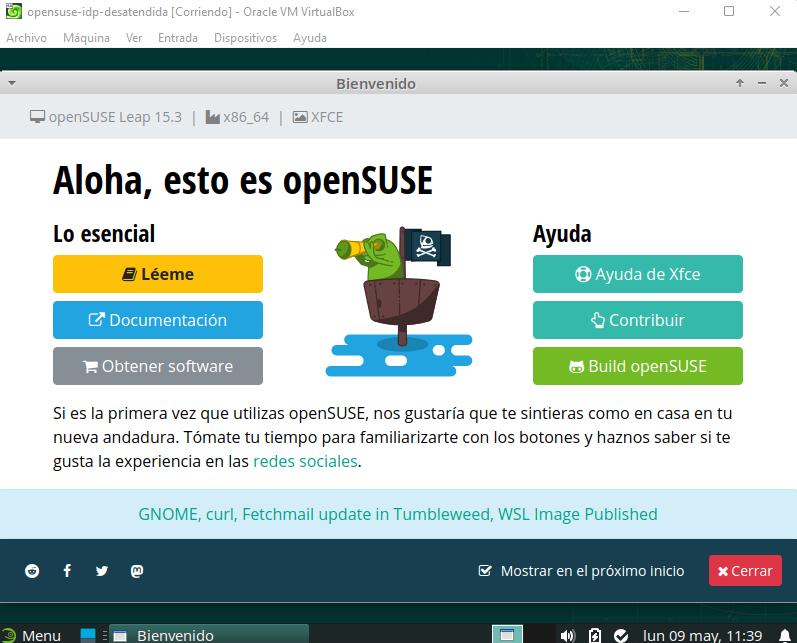 opensuse-idp-desatendida [Corriendo] - Oracle VM VirtualBox
Archivo Máquina Ver Entrada Dispositivos Ayuda
Bienvenido
openSUSE Leap 15.3 | x86_64 | XFCE
Aloha, esto es openSUSE
Lo esencial
Léeme
Documentación
Obtener software
Ayuda
Ayuda de Xfce
Contribuir
Build openSUSE
Si es la primera vez que utilizas openSUSE, nos gustaría que te sintieras como en casa en tu
nueva andadura. Tómate tu tiempo para familiarizarte con los botones y haznos saber si te
gusta la experiencia en las redes sociales.
GNOME, curl, Fetchmail update in Tumbleweed, WSL Image Published
Mostrar en el próximo inicio
Cerrar
Menu Bienvenido lun 09 may, 11:39